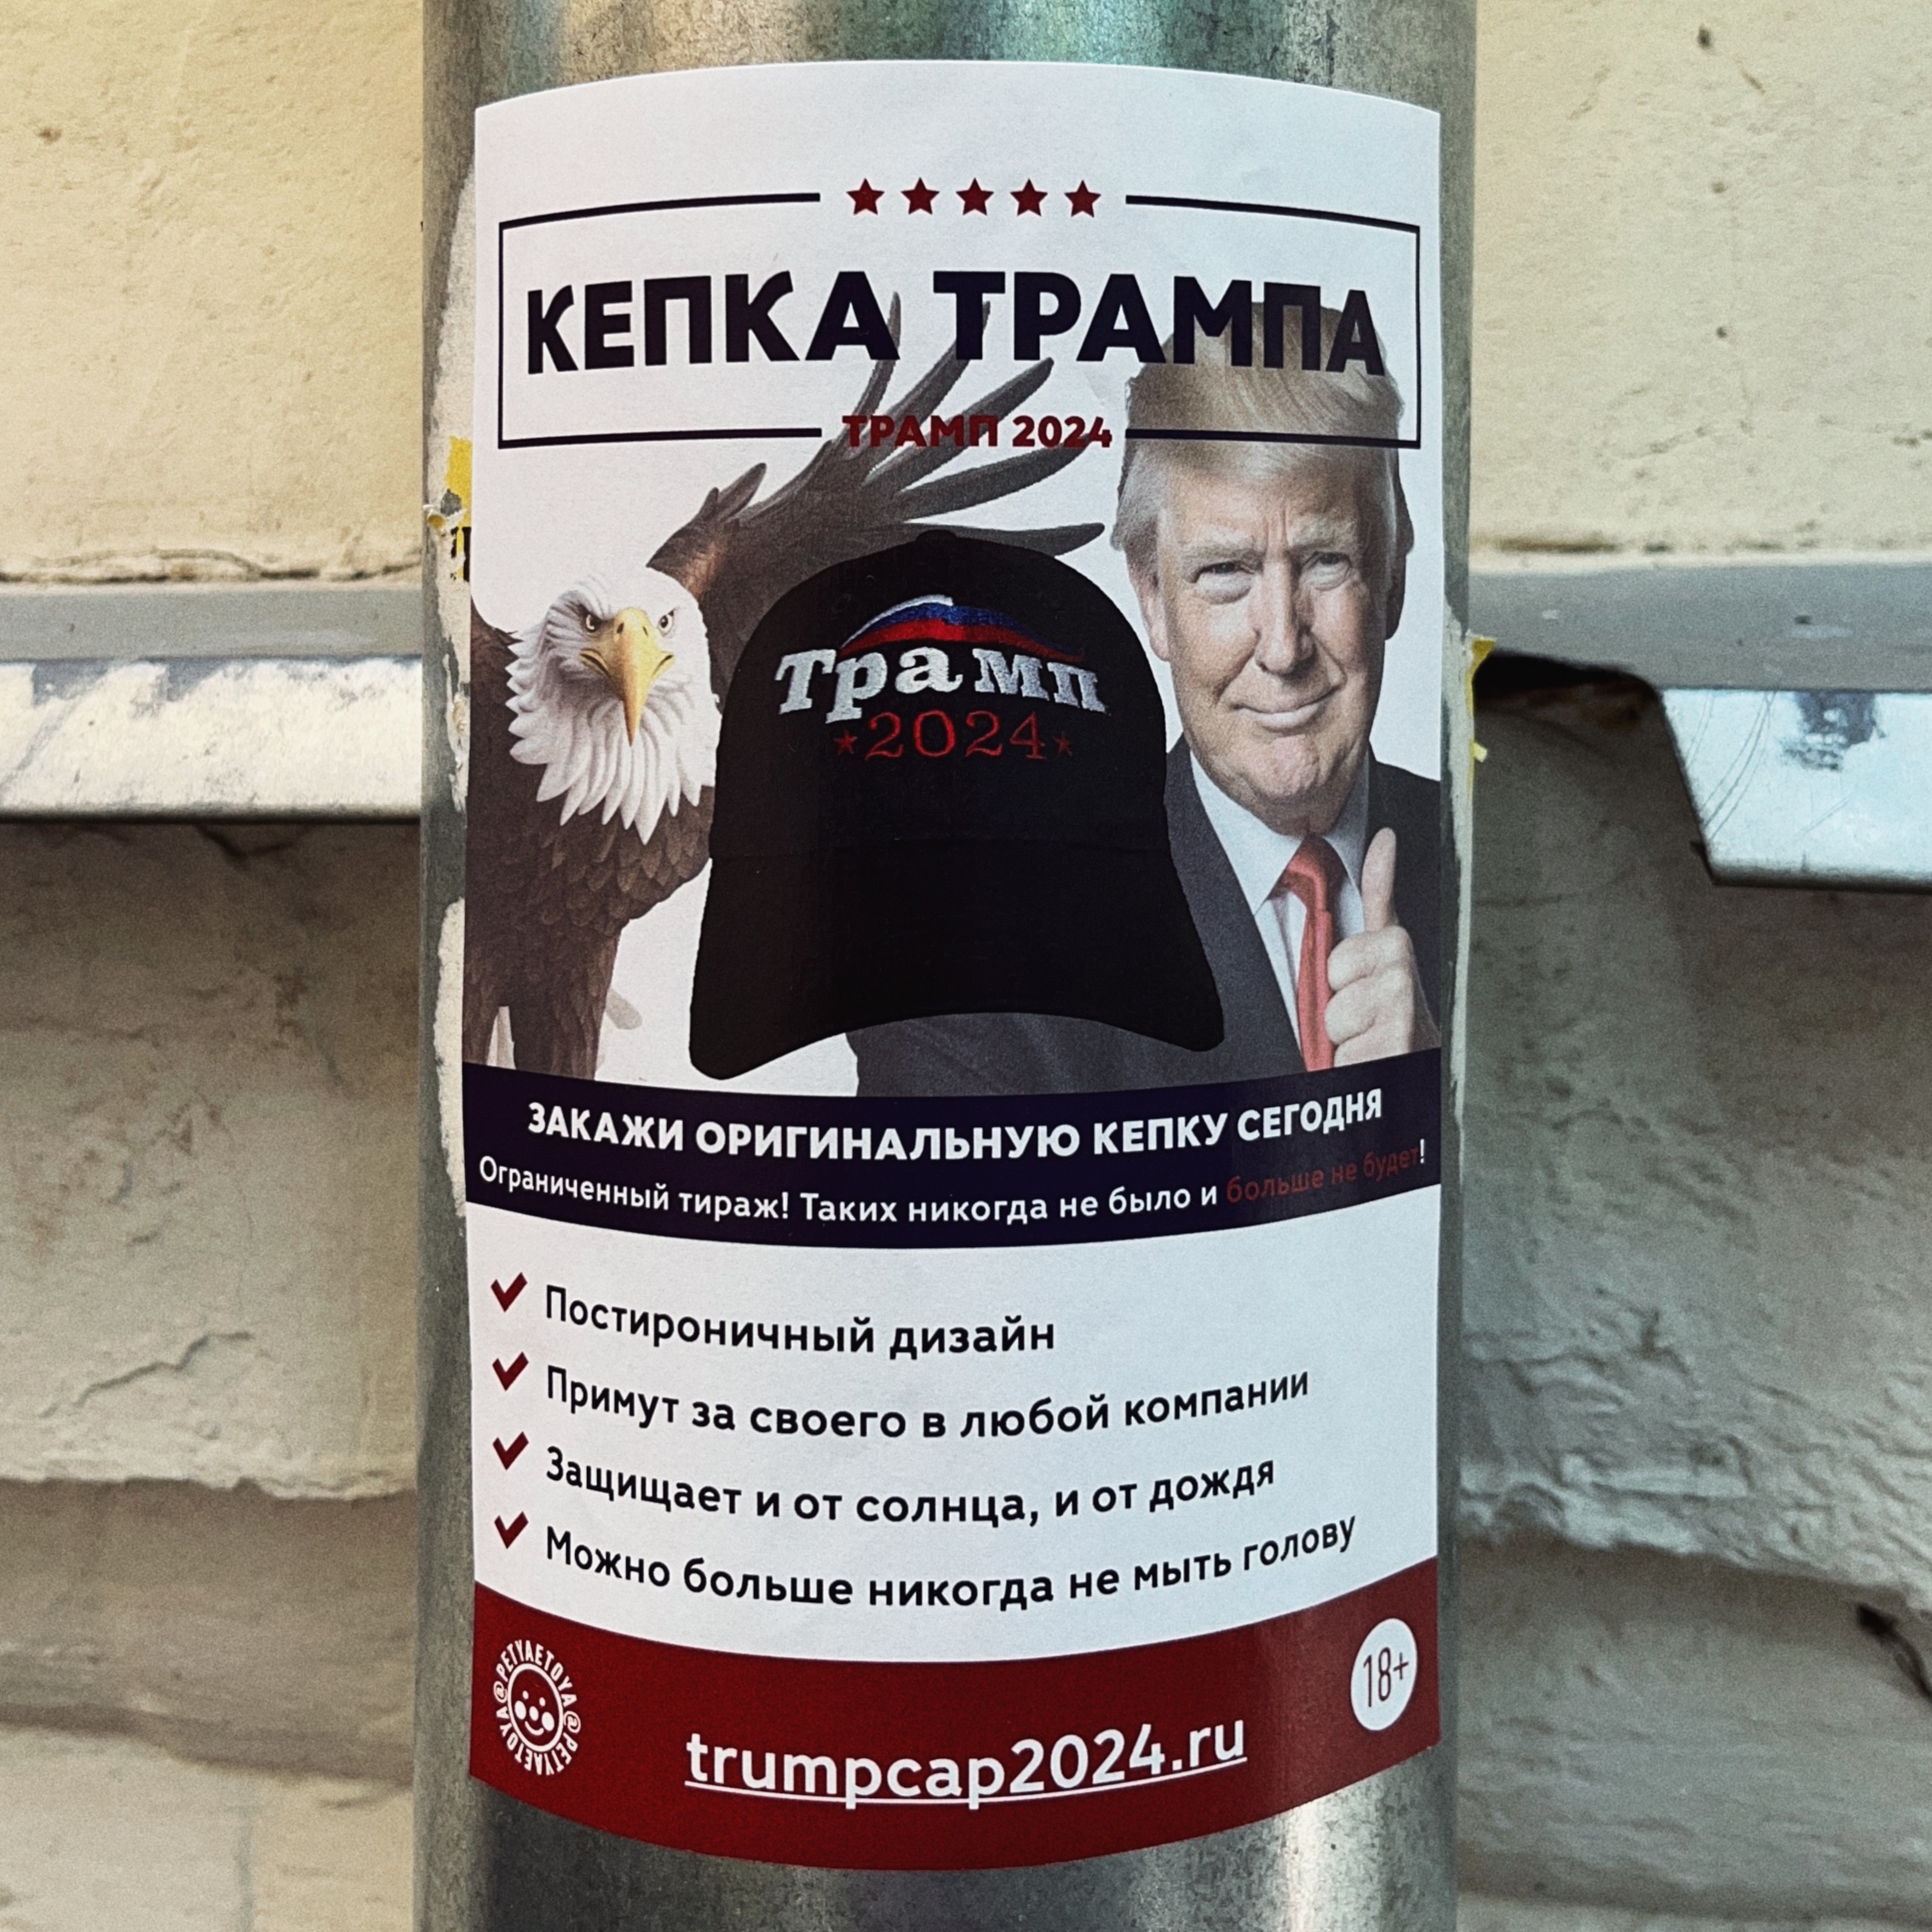 КЕПКА ТРАМПА
ТРАМП 2024
Трамп
2024
ЗАКАЖИ ОРИГИНАЛЬНУЮ КЕПКУ СЕГОДНЯ
Ограниченный тираж! Таких никогда не было и больше не будет!
Постироничный дизайн
Примут за своего в любой компании
Защищает и от солнца, и от дождя
Можно больше никогда не мыть голову
@PETYAETOYA@PETYAETOYA
18+
trumpcap2024.ru